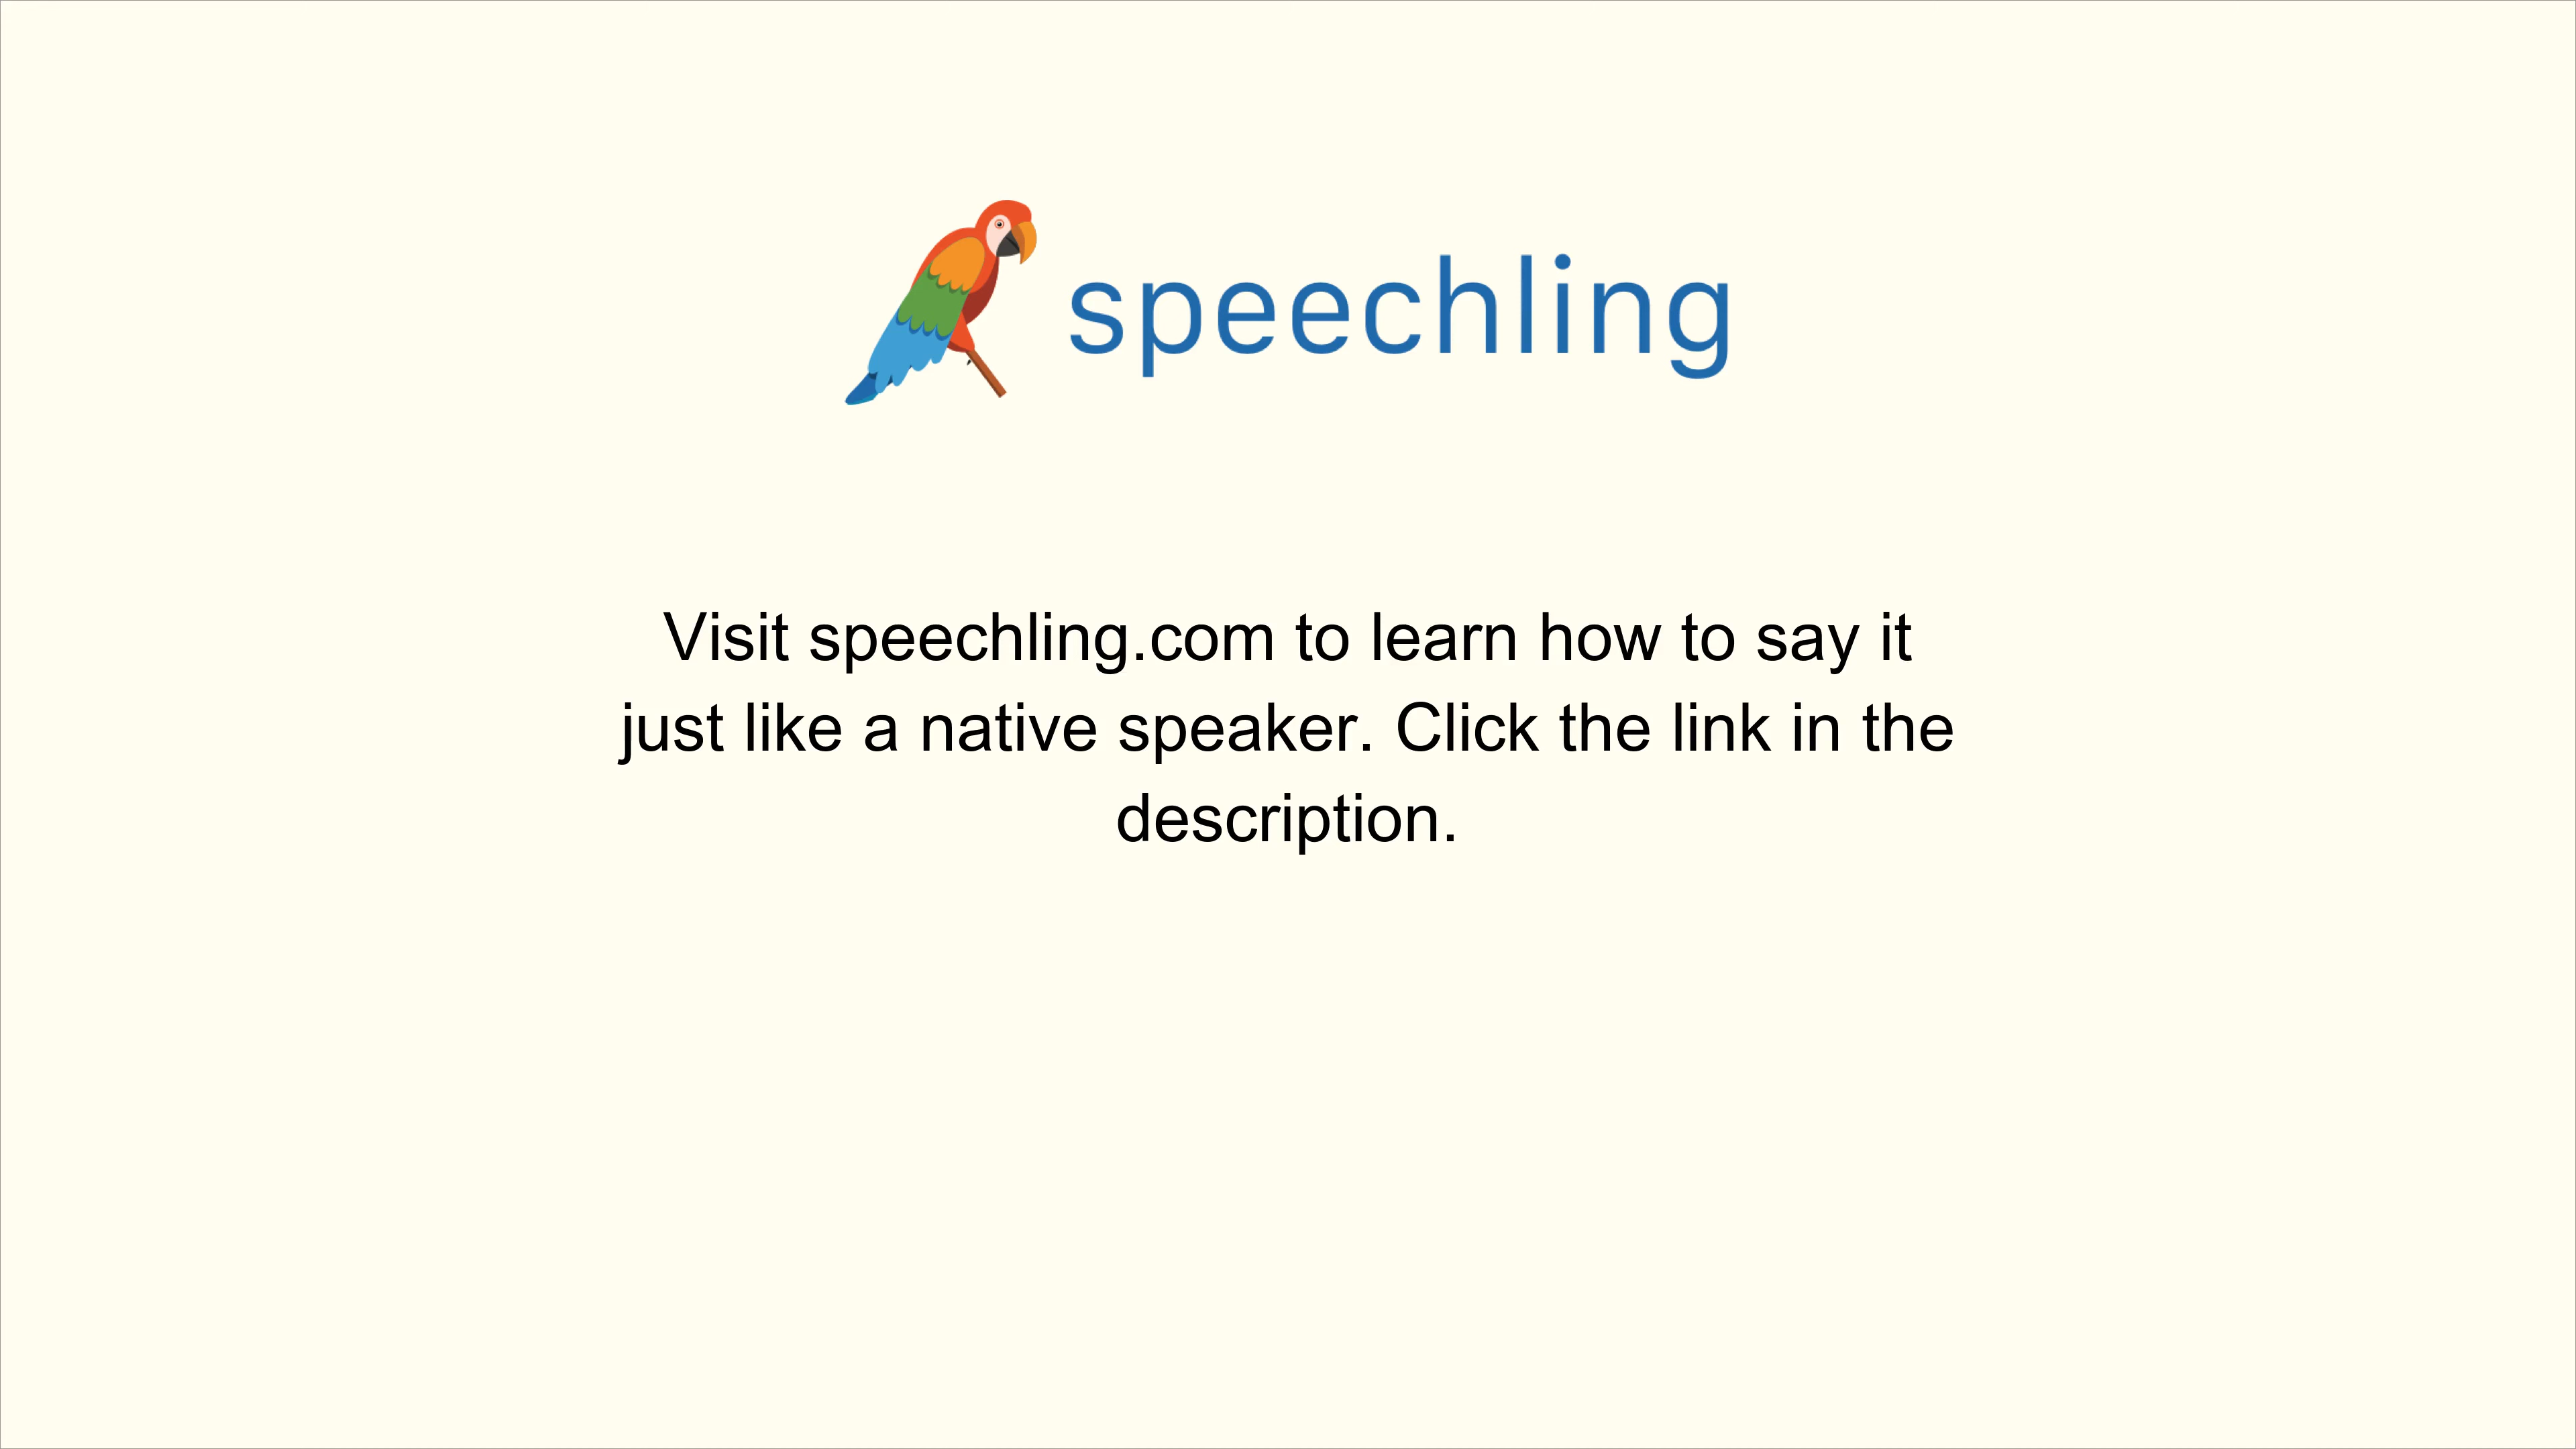 speechling
Visit speechling.com to learn how to say it
just like a native speaker. Click the link in the
description.